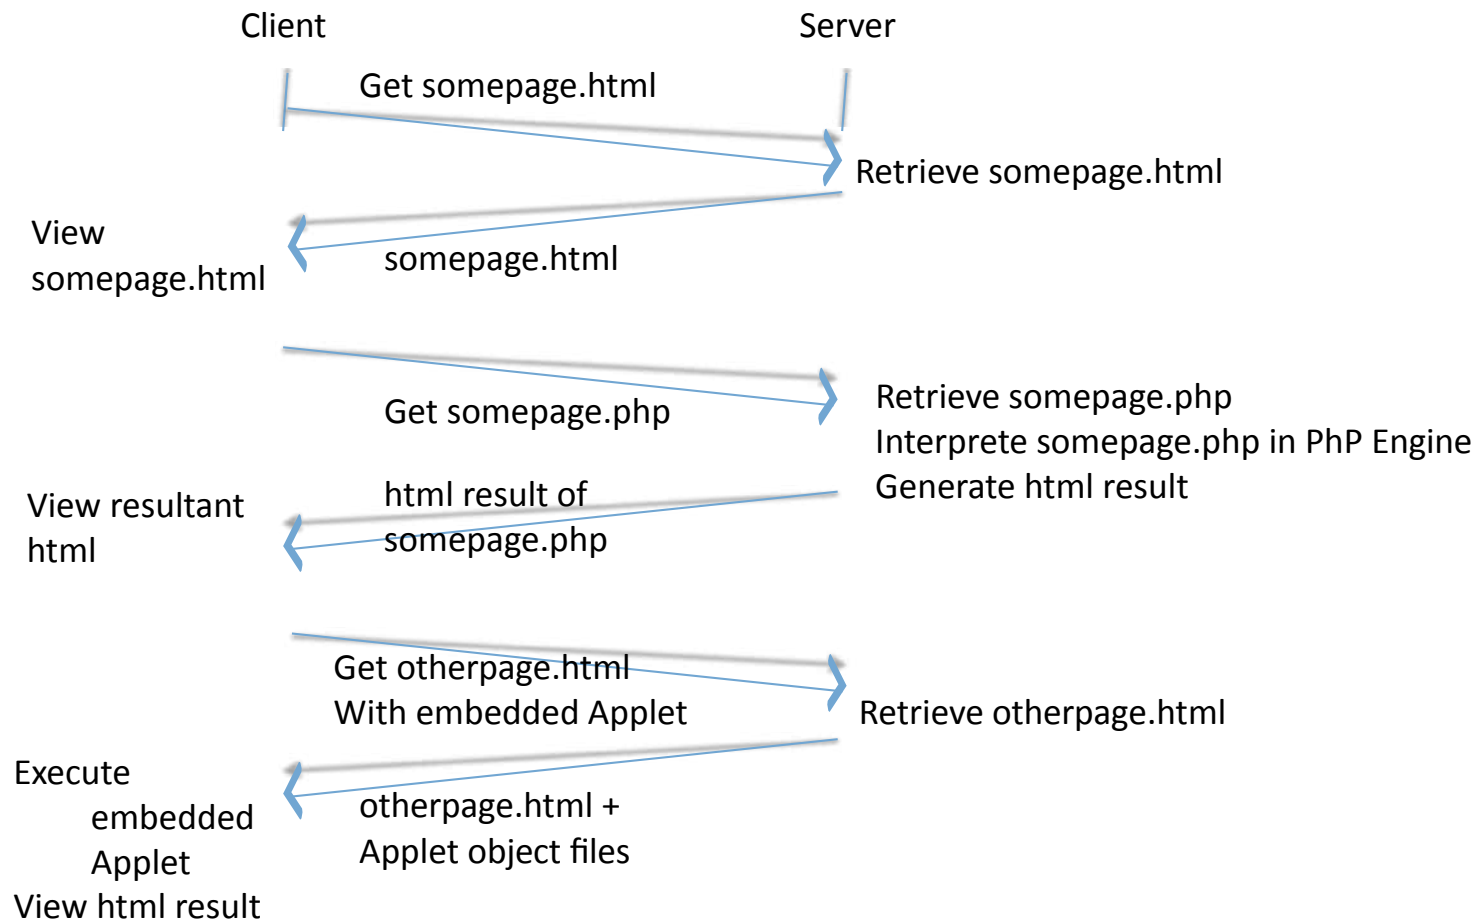 Client
Server
Get somepage.html
Retrieve somepage.html
View
somepage.html
somepage.html
Get somepage.php
Retrieve somepage.php
Interprete somepage.php in PhP Engine
Generate html result
html result of
somepage.php
View resultant
html
Get otherpage.html
With embedded Applet
Retrieve otherpage.html
otherpage.html +
Applet object files
Execute
embedded
Applet
View html result